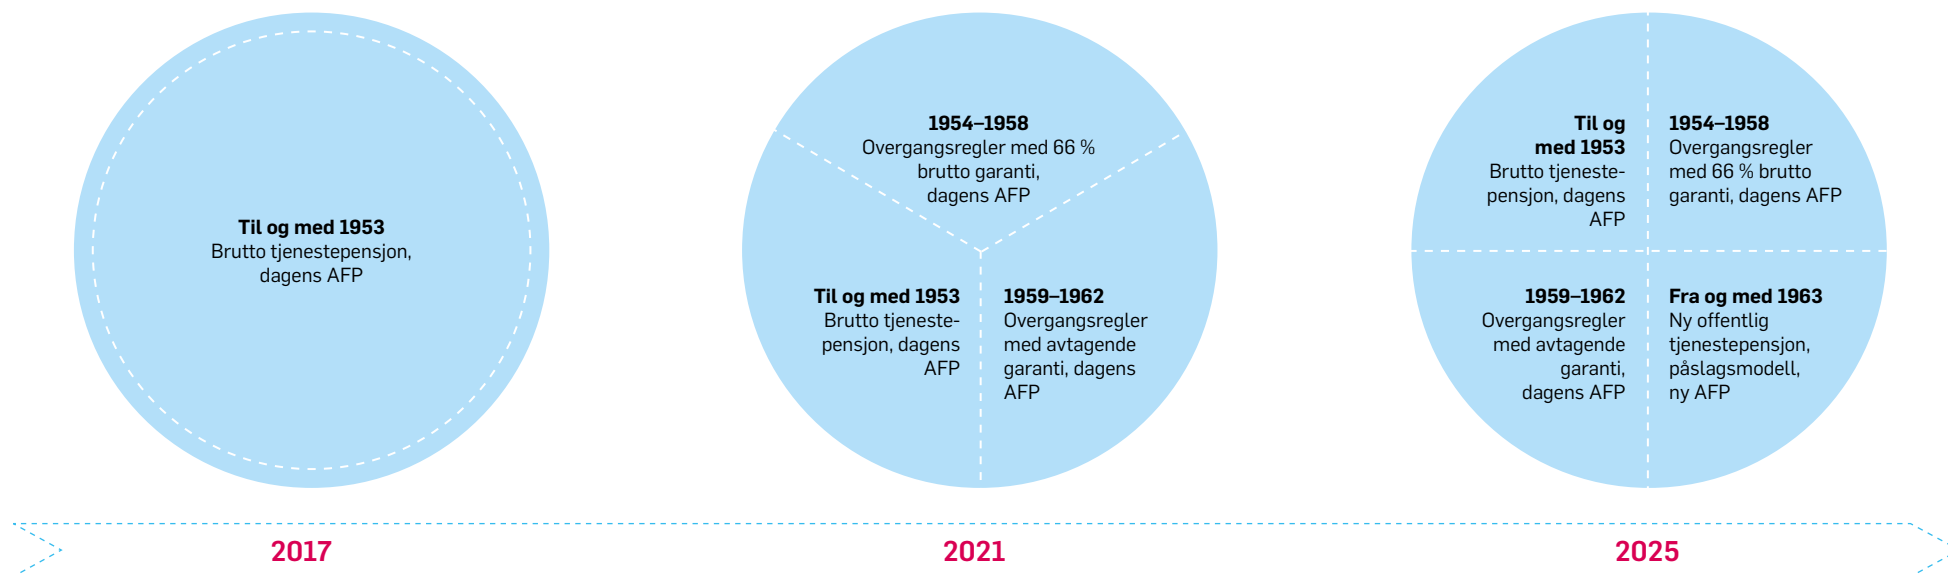 Til og med 1953
Brutto tjenestepensjon,
dagens AFP
1954–1958
Overgangsregler med 66 %
brutto garanti,
dagens AFP
Til og med 1953
Brutto tjeneste-
pensjon, dagens
AFP
1959–1962
Overgangsregler
med avtagende
garanti, dagens
AFP
Til og
med 1953
Brutto tjeneste-
pensjon, dagens
AFP
1954–1958
Overgangsregler
med 66 % brutto
garanti, dagens AFP
1959–1962
Overgangsregler
med avtagende
garanti,
dagens AFP
Fra og med 1963
Ny offentlig
tjenestepensjon,
påslagsmodell,
ny AFP
2017
2021
2025